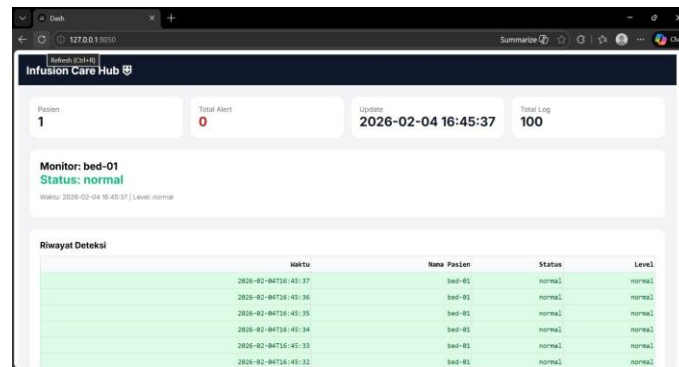 Dash
127.0.0.1:8050
Summarize
Refresh (Ctrl+R)
Infusion Care Hub
Pasien
1
Total Alert
0
Update
2026-02-04 16:45:37
Total Log
100
Monitor: bed-01
Status: normal
Waktu: 2026-02-04 16:45:37 | Level: normal
Riwayat Deteksi
Waktu Nama Pasien Status Level
2026-02-04T16:45:37 bed-01 normal normal
2026-02-04T16:45:36 bed-01 normal normal
2026-02-04T16:45:35 bed-01 normal normal
2026-02-04T16:45:34 bed-01 normal normal
2026-02-04T16:45:33 bed-01 normal normal
2026-02-04T16:45:32 bed-01 normal normal